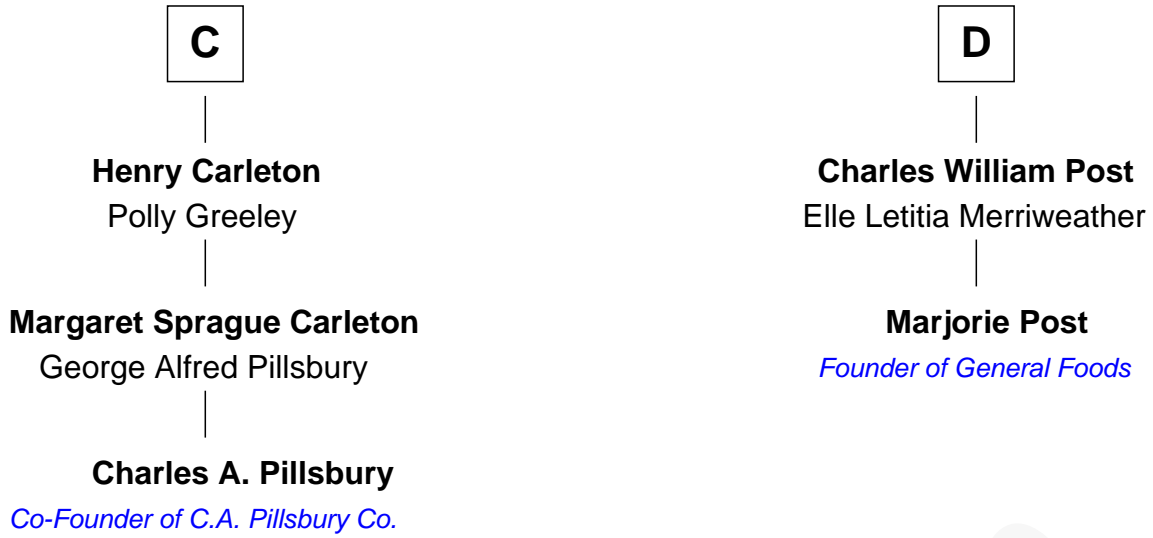 C
Henry Carleton
Polly Greeley
Margaret Sprague Carleton
George Alfred Pillsbury
Charles A. Pillsbury
Co-Founder of C.A. Pillsbury Co.
D
Charles William Post
Elle Letitia Merriweather
Marjorie Post
Founder of General Foods